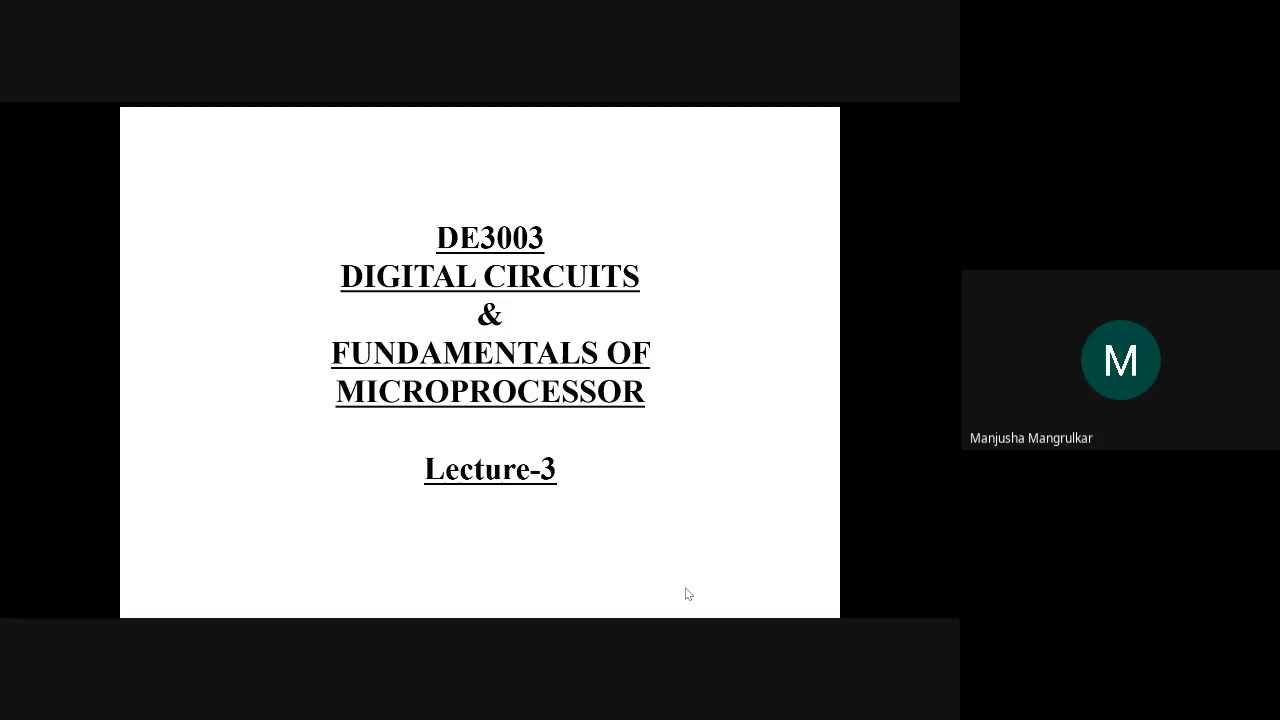 DE3003
DIGITAL CIRCUITS
&
FUNDAMENTALS OF
MICROPROCESSOR
Lecture-3
M
Manjusha Mangrulkar